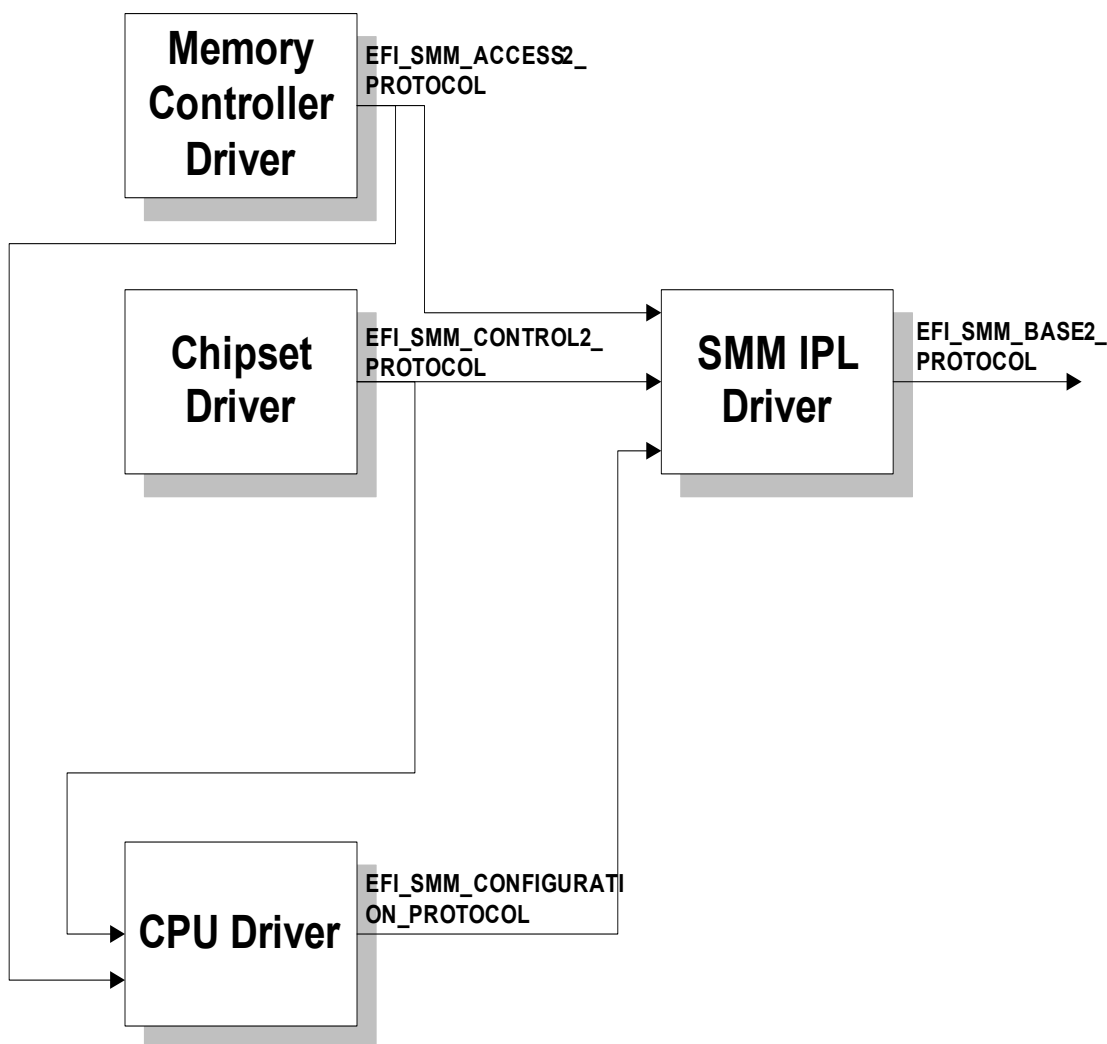 Memory
Controller
Driver
EFI_SMM_ACCESS2_
PROTOCOL
Chipset
Driver
EFI_SMM_CONTROL2_
PROTOCOL
SMM IPL
Driver
EFI_SMM_BASE2_
PROTOCOL
CPU Driver
EFI_SMM_CONFIGURATI
ON_PROTOCOL